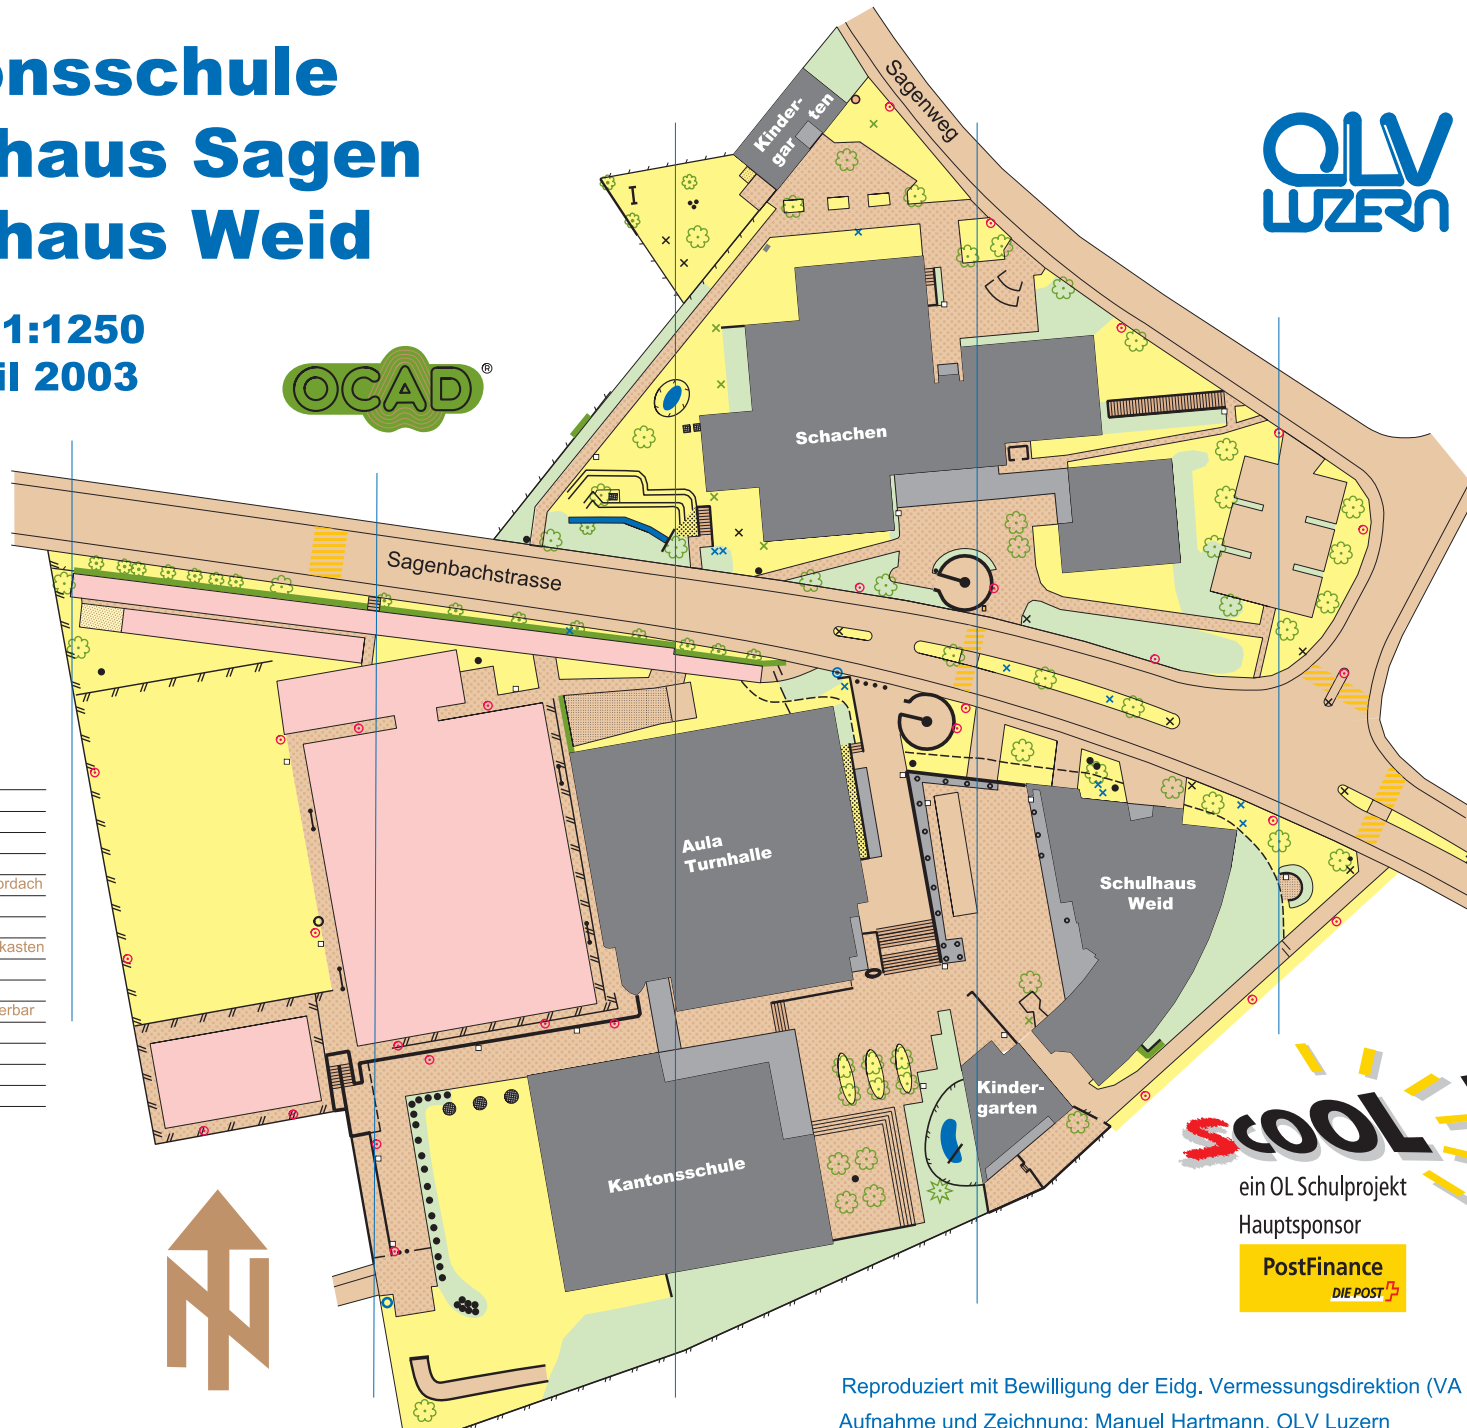 onsschule
haus Sagen
haus Weid
1:1250
il 2003
OCAD®
OLV
LUZERN
Sagenweg
Kinder-
gar ten
Schachen
Sagenbachstrasse
Aula
Turnhalle
Schulhaus
Weid
Kinder-
garten
Kantonsschule
ordach
kasten
erbar
N
sCOOL
ein OL Schulprojekt
Hauptsponsor
PostFinance
DIE POST
Reproduziert mit Bewilligung der Eidg. Vermessungsdirektion (VA
Aufnahme und Zeichnung: Manuel Hartmann, OLV Luzern